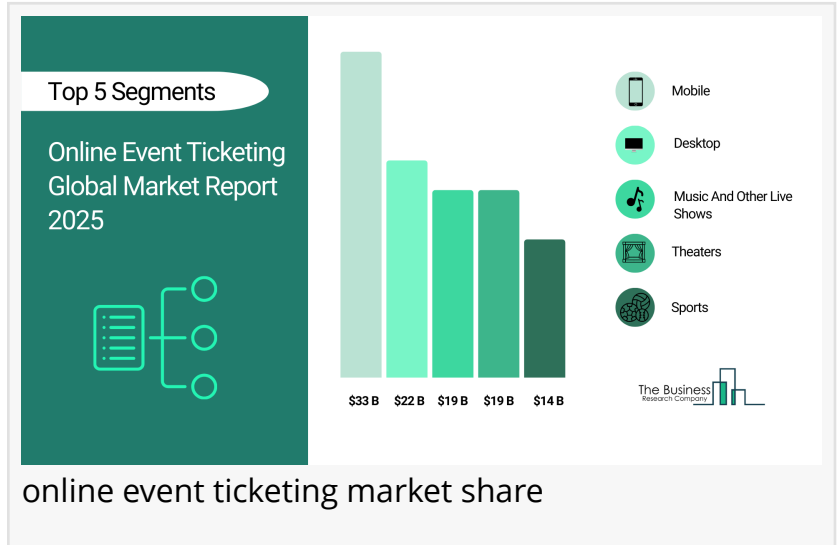 Top 5 Segments
Online Event Ticketing
Global Market Report
2025
$33 B
$22 B
$19 B
$19 B
$14 B
Mobile
Desktop
Music And Other Live
Shows
Theaters
Sports
The Business
Research Company
online event ticketing market share